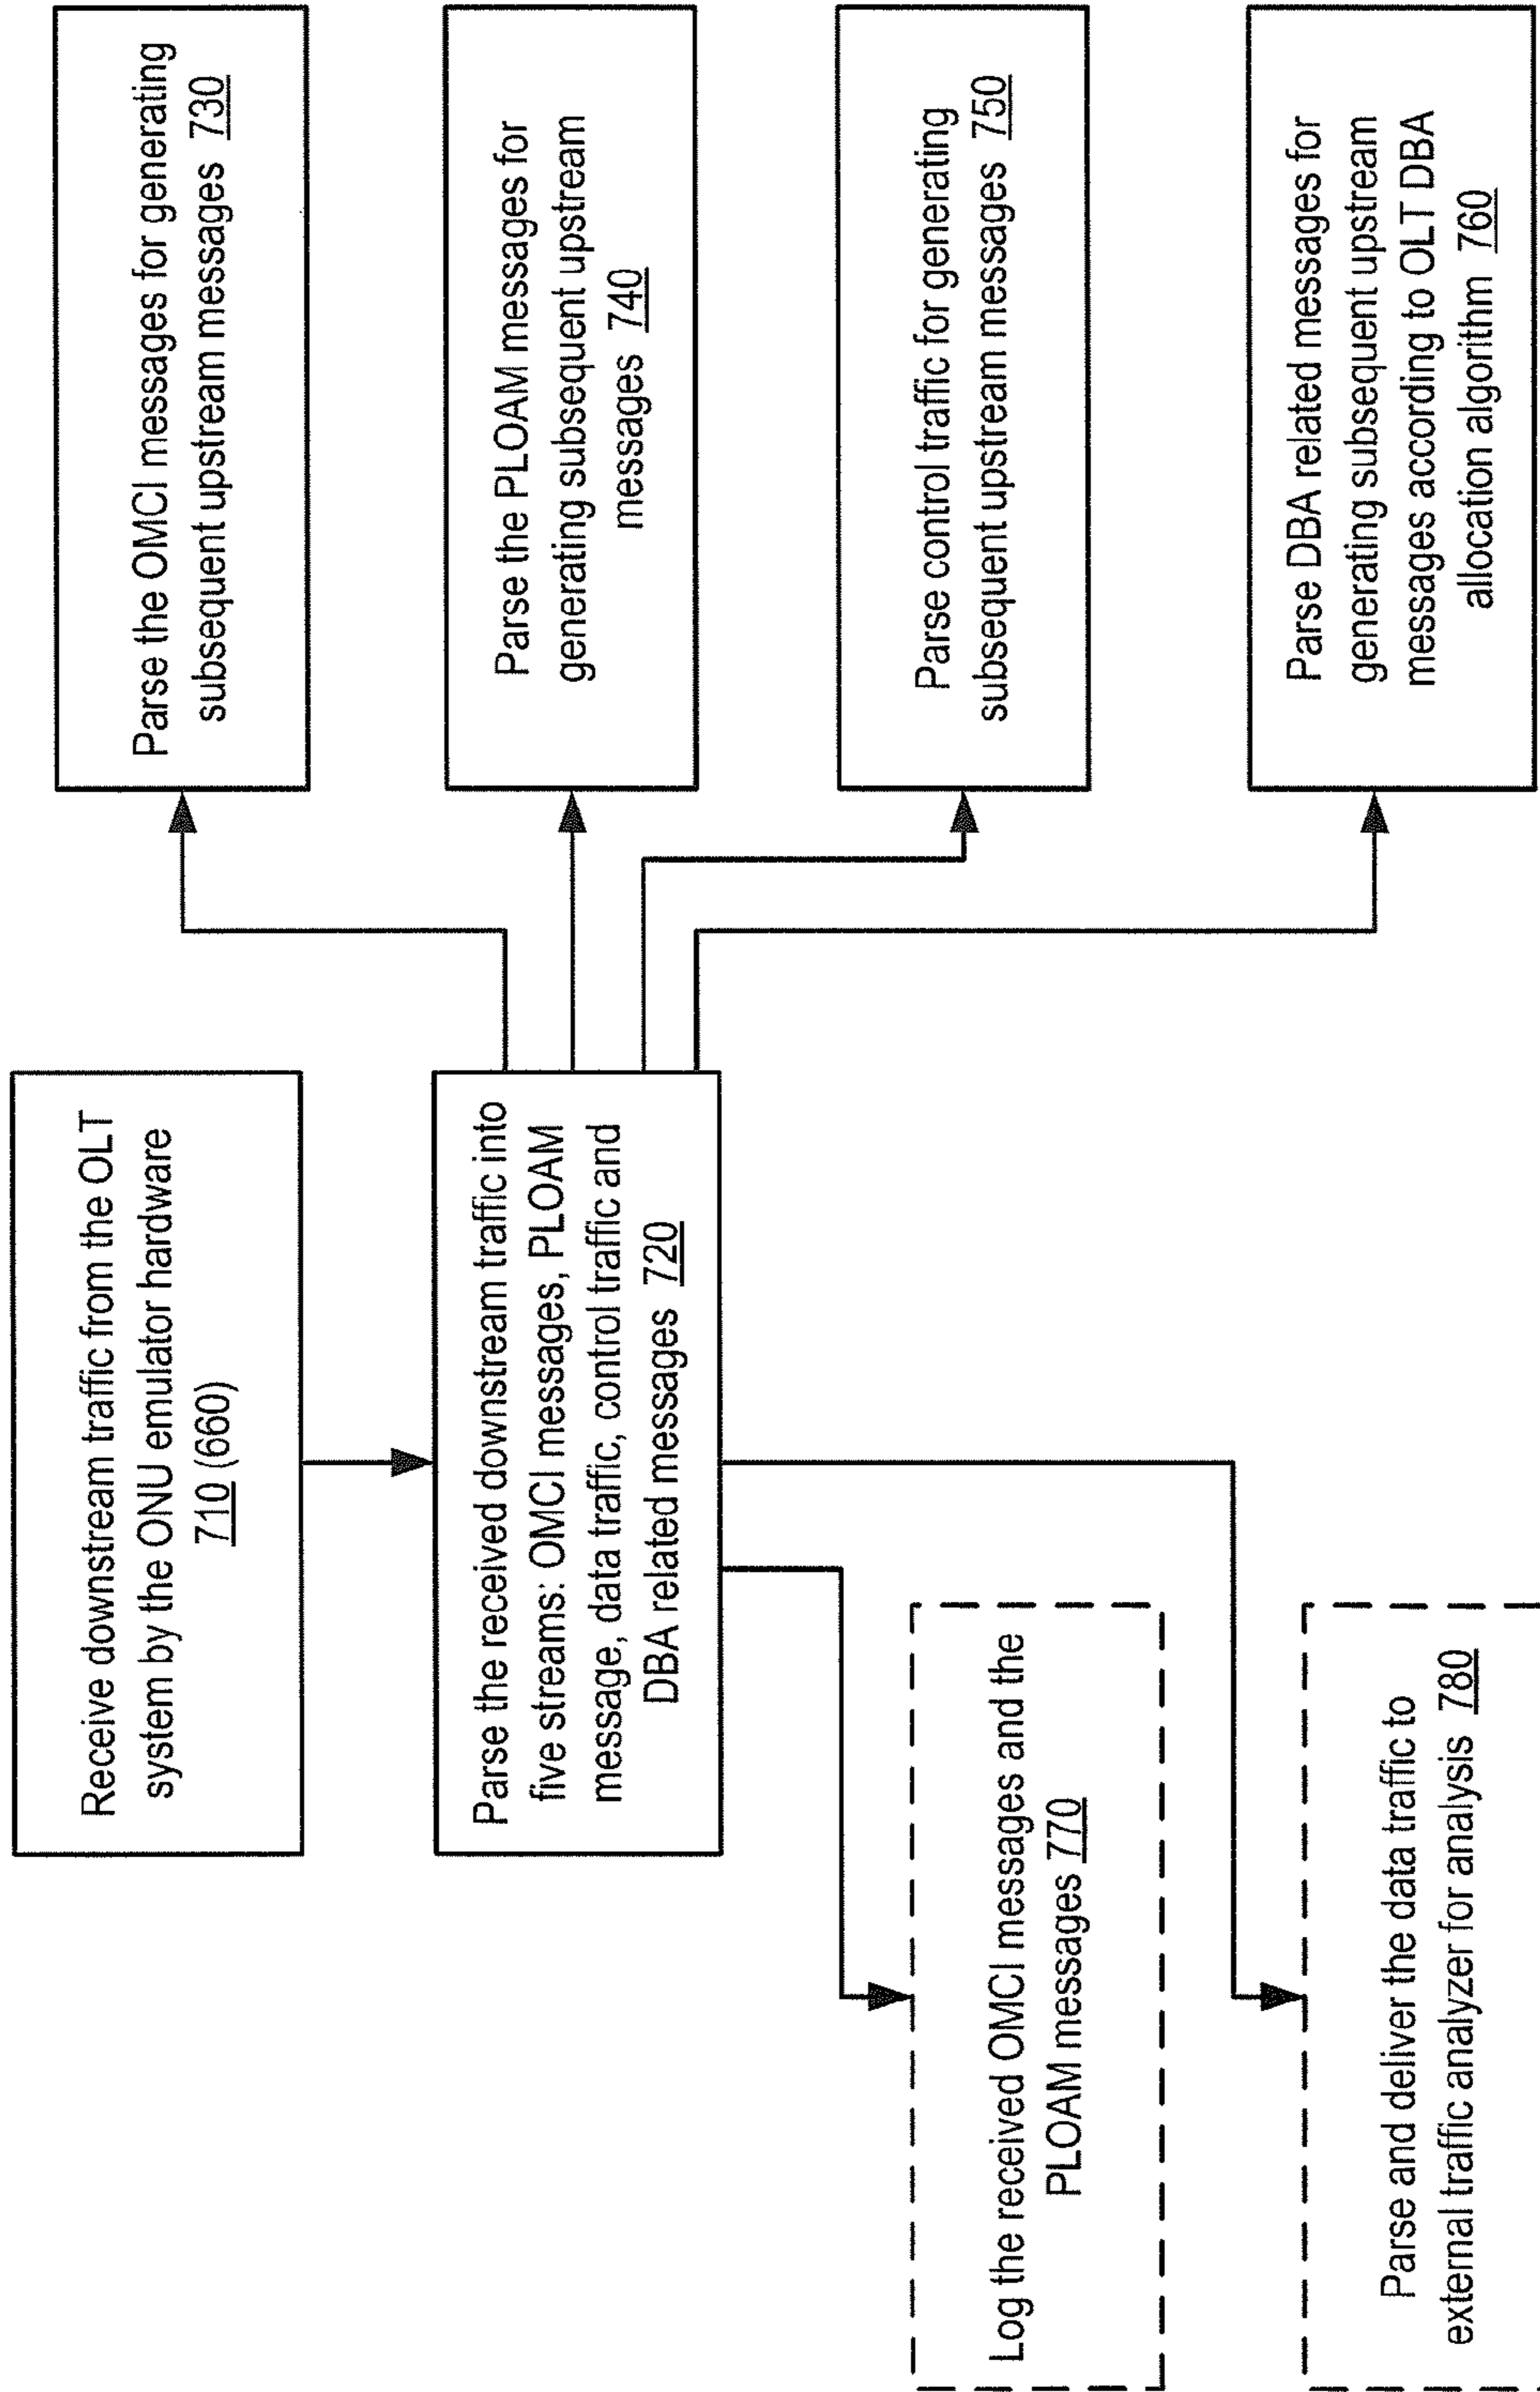 Receive downstream traffic from the OLT
system by the ONU emulator hardware
710 (660)
Parse the received downstream traffic into
five streams: OMCI messages, PLOAM
message, data traffic, control traffic and
DBA related messages 720
Parse the OMCI messages for generating
subsequent upstream messages 730
Parse the PLOAM messages for
generating subsequent upstream
messages 740
Parse control traffic for generating
subsequent upstream messages 750
Parse DBA related messages for
generating subsequent upstream
messages according to OLT DBA
allocation algorithm 760
Log the received OMCI messages and the
PLOAM messages 770
Parse and deliver the data traffic to
external traffic analyzer for analysis 780